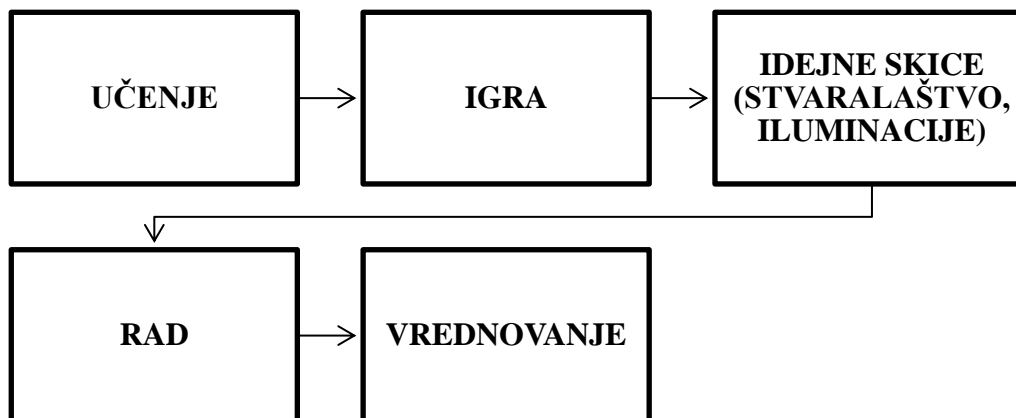 UČENJE
IGRA
IDEJNE SKICE
(STVARALAŠTVO,
ILUMINACIJE)
RAD
VREDNOVANJE